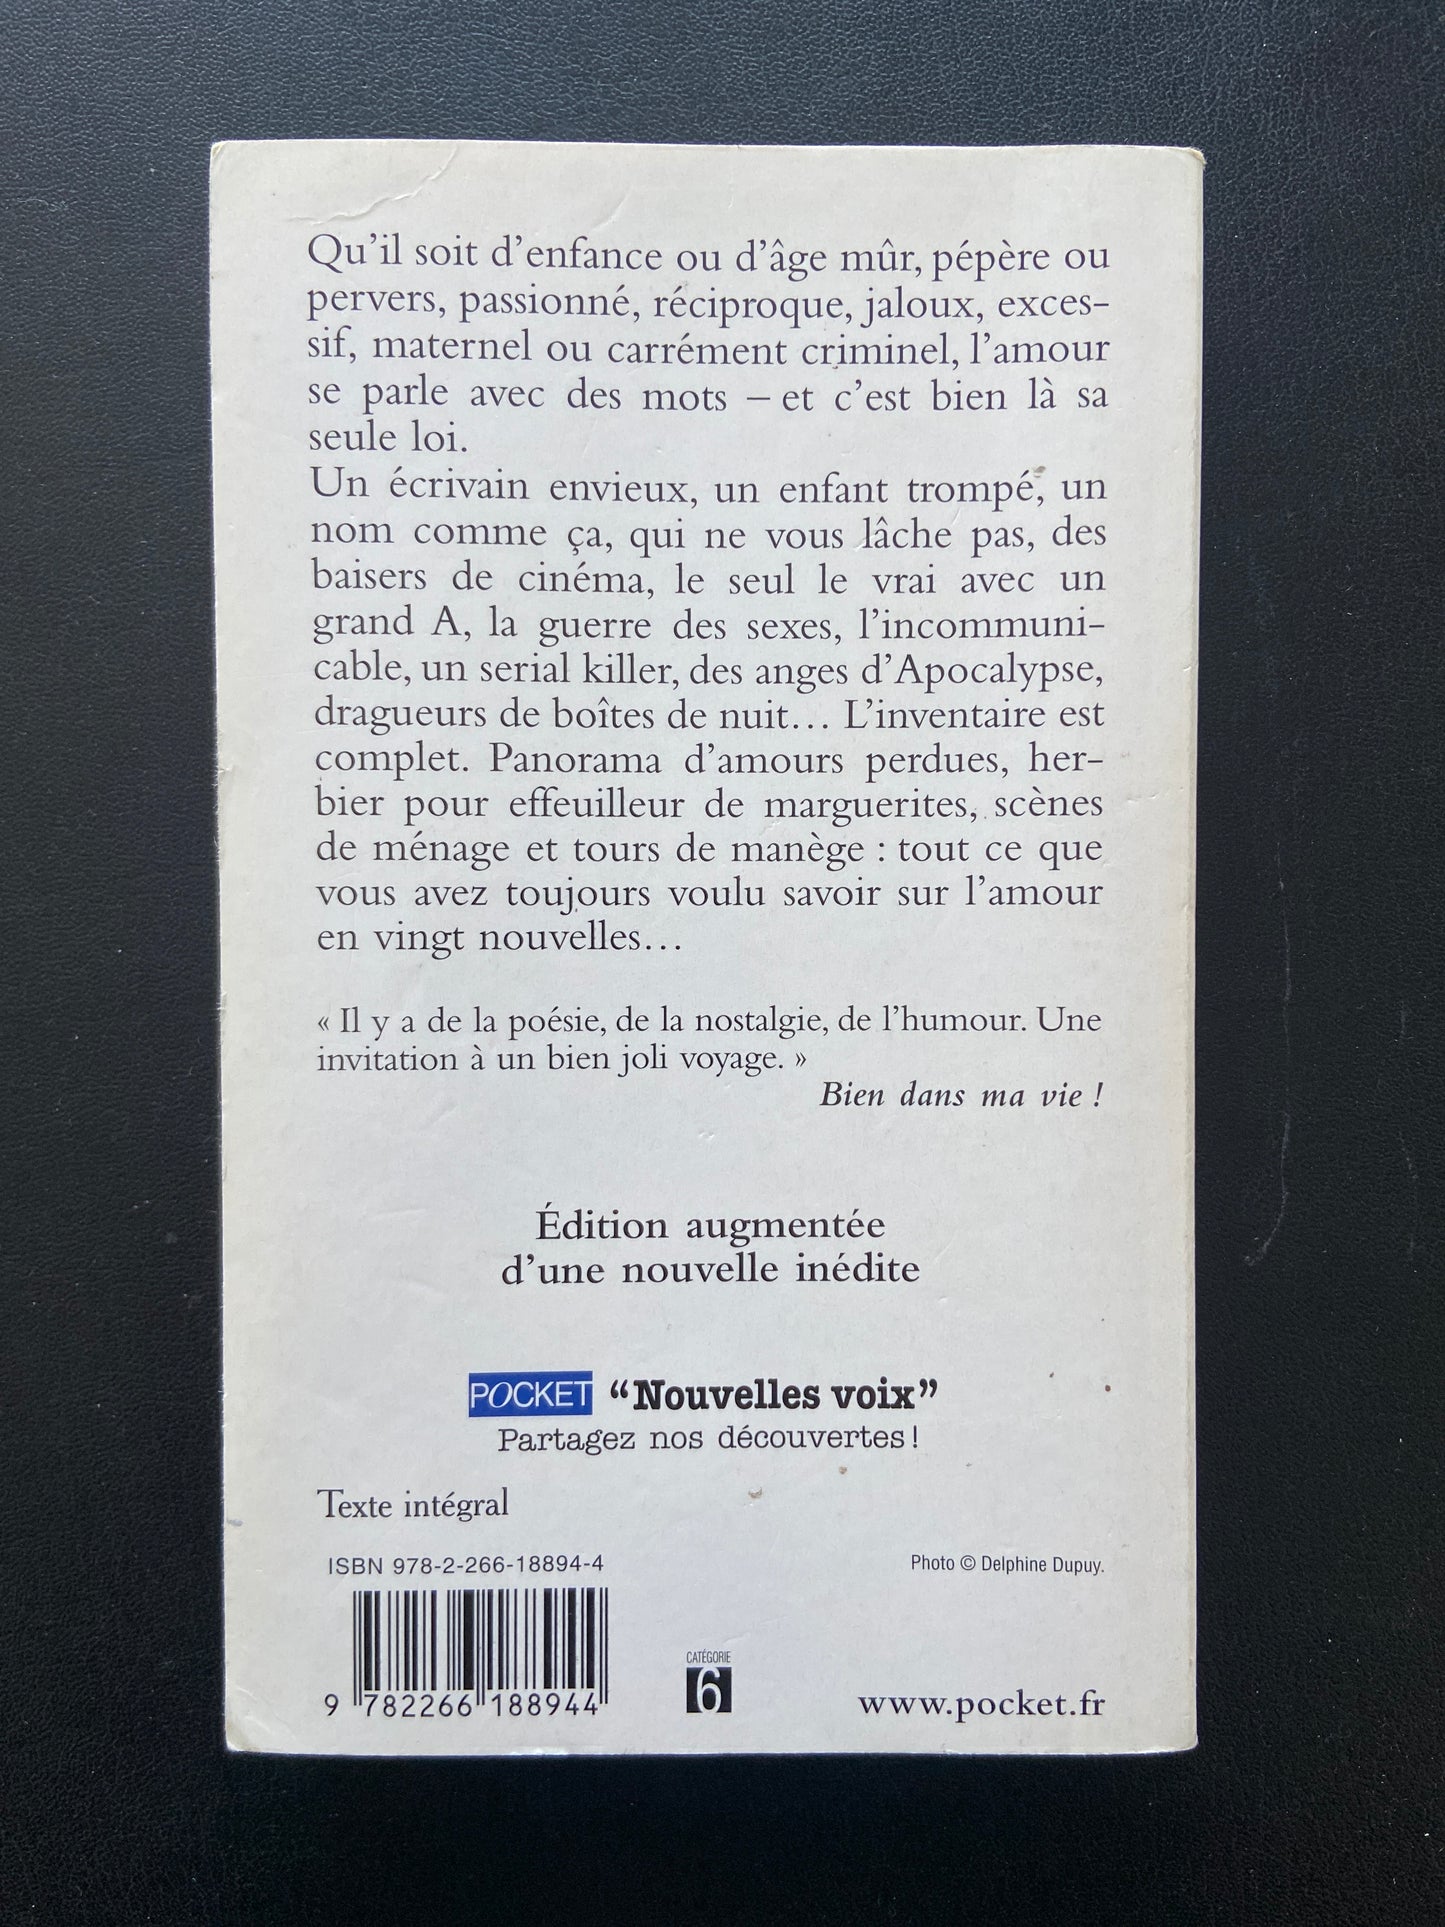 Qu’il soit d’enfance ou d’âge mûr, pépère ou
pervers, passionné, réciproque, jaloux, exces-
sif, maternel ou carrément criminel, l’amour
se parle avec des mots – et c’est bien là sa
seule loi.
Un écrivain envieux, un enfant trompé, un
nom comme ça, qui ne vous lâche pas, des
baisers de cinéma, le seul le vrai avec un
grand A, la guerre des sexes, l’incommuni-
cable, un serial killer, des anges d’Apocalypse,
dragueurs de boîtes de nuit… L’inventaire est
complet. Panorama d’amours perdues, her-
bier pour effeuilleur de marguerites, scènes
de ménage et tours de manège : tout ce que
vous avez toujours voulu savoir sur l’amour
en vingt nouvelles…
« Il y a de la poésie, de la nostalgie, de l’humour. Une
invitation à un bien joli voyage. »
Bien dans ma vie !
Édition augmentée
d’une nouvelle inédite
POCKET “Nouvelles voix”
Partagez nos découvertes !
Texte intégral
ISBN 978-2-266-18894-4
Photo © Delphine Dupuy.
9 782266 188944
CATÉGORIE
6
www.pocket.fr